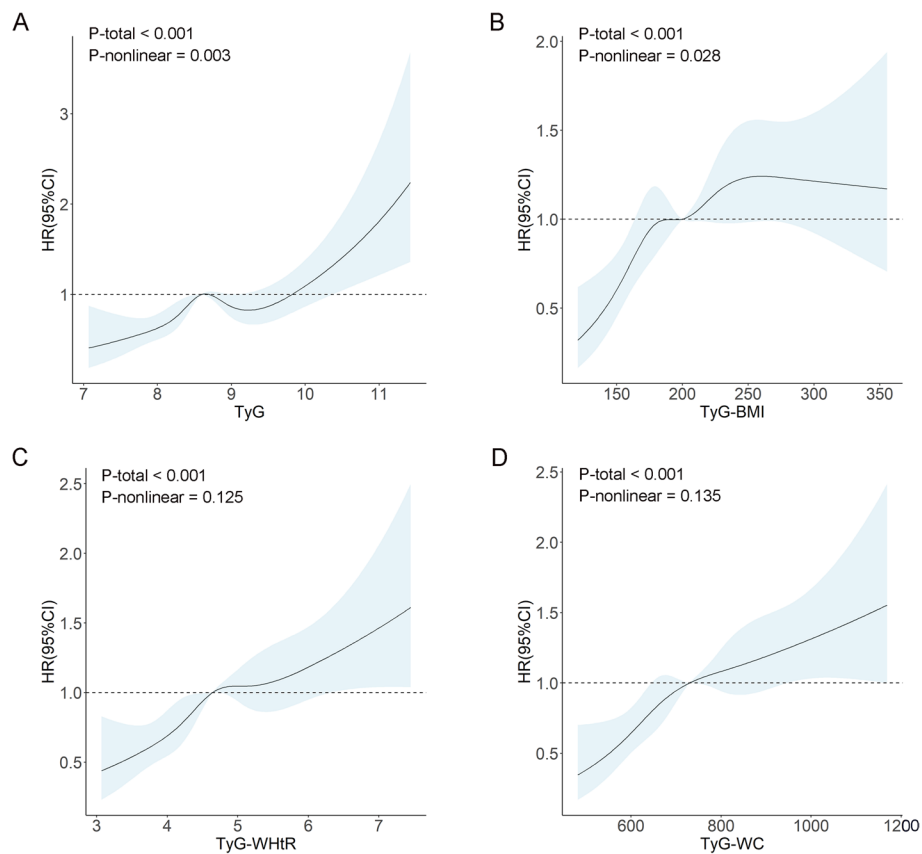 A
P-total < 0.001
P-nonlinear = 0.003
HR(95%CI)
3
2
1
7 8 9 10 11
TyG
B
P-total < 0.001
P-nonlinear = 0.028
HR(95%CI)
2.0
1.5
1.0
0.5
150 200 250 300 350
TyG-BMI
C
P-total < 0.001
P-nonlinear = 0.125
HR(95%CI)
2.5
2.0
1.5
1.0
0.5
3 4 5 6 7
TyG-WHtR
D
P-total < 0.001
P-nonlinear = 0.135
HR(95%CI)
2.5
2.0
1.5
1.0
0.5
600 800 1000 1200
TyG-WC